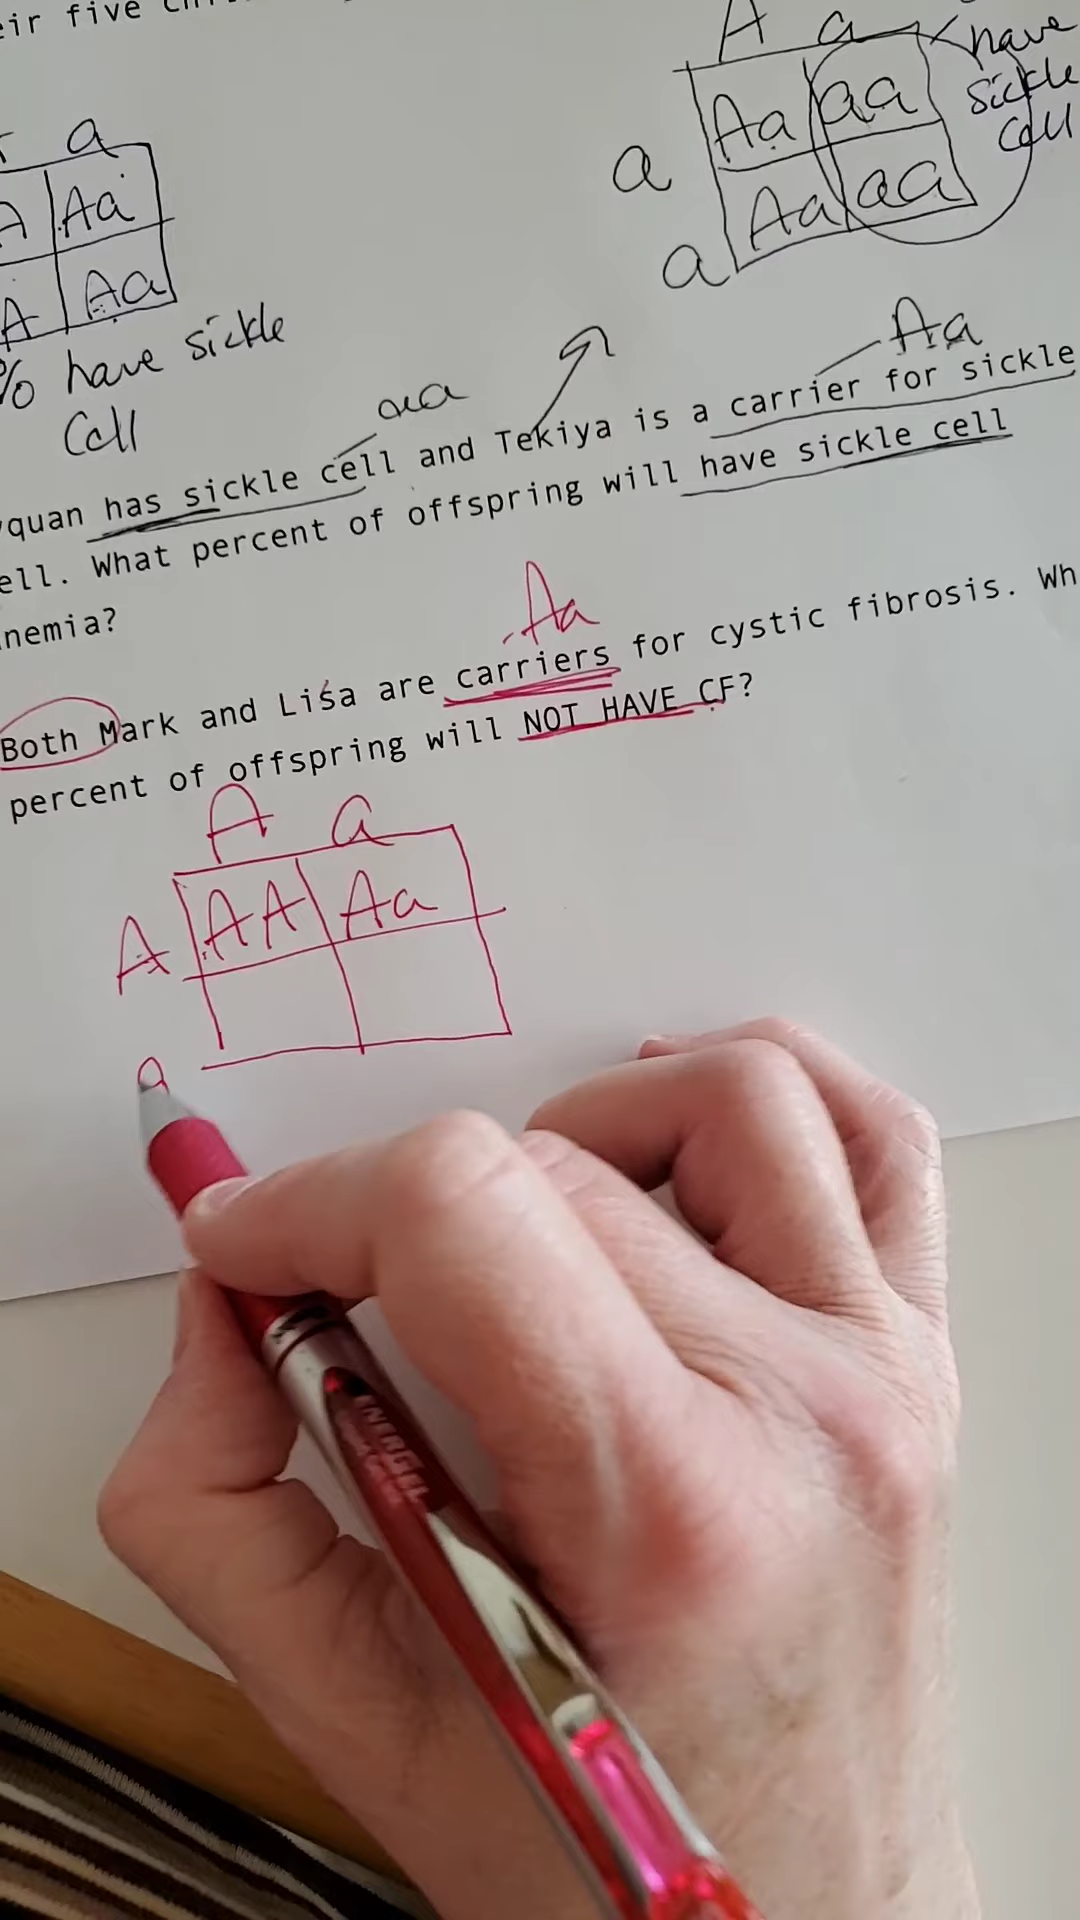 five
A a
have
sickle
cell
a
Aa aa
Aa aa
a
a
A Aa
A Aa
% have sickle
Cell
aa
Aa
quan has sickle cell and Tekiya is a carrier for sickle
ell. What percent of offspring will have sickle cell
nemia?
Aa
Both Mark and Lisa are carriers for cystic fibrosis. Wh
percent of offspring will NOT HAVE CF?
A a
A AA Aa
a
ENERGEL